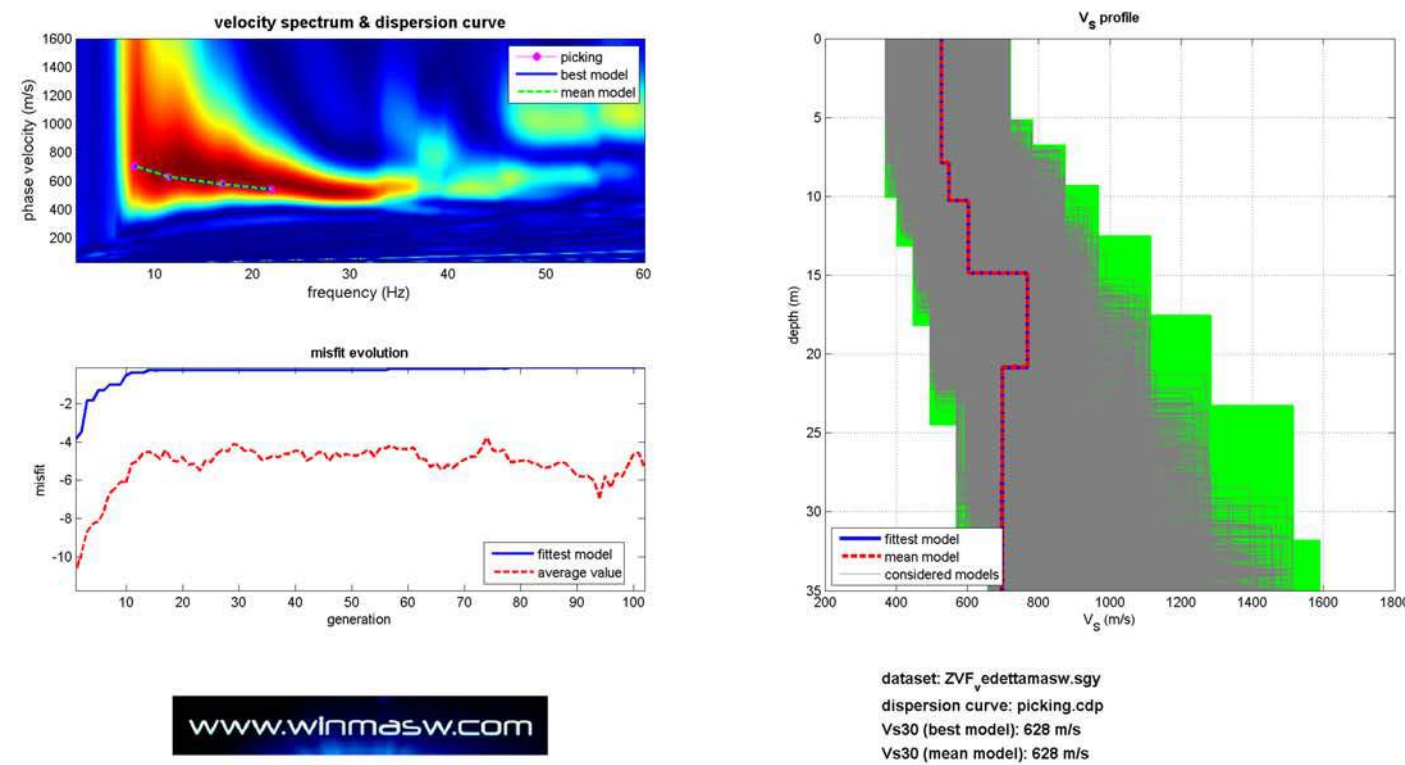 velocity spectrum & dispersion curve
1600
1400
1200
1000
800
600
400
200
phase velocity (m/s)
picking
best model
mean model
10
20
30
40
50
60
frequency (Hz)
misfit evolution
-2
-4
-6
-8
-10
misfit
fittest model
average value
10
20
30
40
50
60
70
80
90
100
generation
www.winmasw.com
VS profile
0
5
10
15
20
25
30
35
depth (m)
fittest model
mean model
considered models
200
400
600
800
1000
1200
1400
1600
1800
VS (m/s)
dataset: ZVFvedettamasw.sgy
dispersion curve: picking.cdp
Vs30 (best model): 628 m/s
Vs30 (mean model): 628 m/s